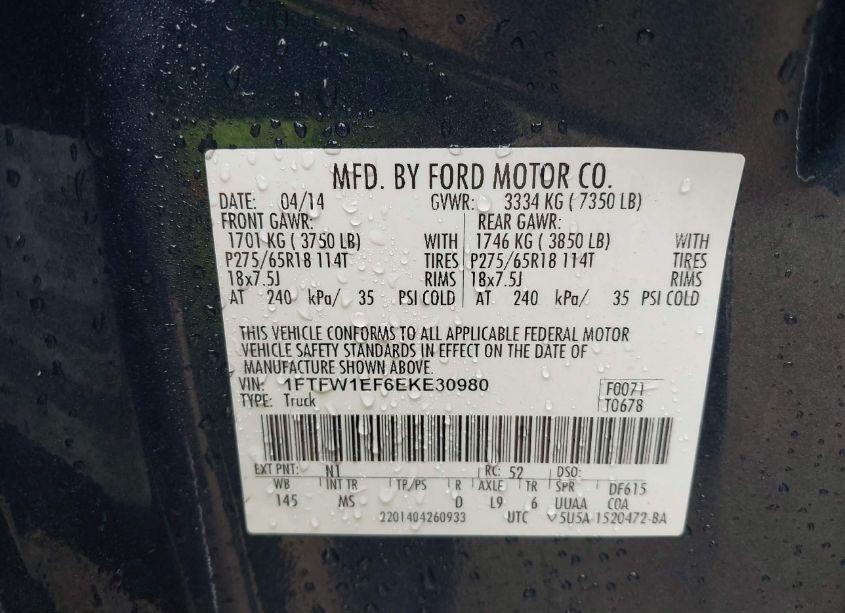 MFD. BY FORD MOTOR CO.
DATE: 04/14 GVWR: 3334 KG ( 7350 LB)
FRONT GAWR: REAR GAWR:
1701 KG ( 3750 LB) WITH 1746 KG ( 3850 LB) WITH
P275/65R18 114T TIRES P275/65R18 114T TIRES
18x7.5J RIMS 18x7.5J RIMS
AT 240 kPa/ 35 PSI COLD AT 240 kPa/ 35 PSI COLD
THIS VEHICLE CONFORMS TO ALL APPLICABLE FEDERAL MOTOR
VEHICLE SAFETY STANDARDS IN EFFECT ON THE DATE OF
MANUFACTURE SHOWN ABOVE.
VIN: 1FTFW1EF6EKE30980 F0071
TYPE: Truck T0678
EXT PNT: N1 RC: 52 DSO:
WB INT TR TP/PS R AXLE TR SPR DF615
145 MS D L9 6 UUAA C0A
2201404260933 UTC 5U5A-1520472-BA